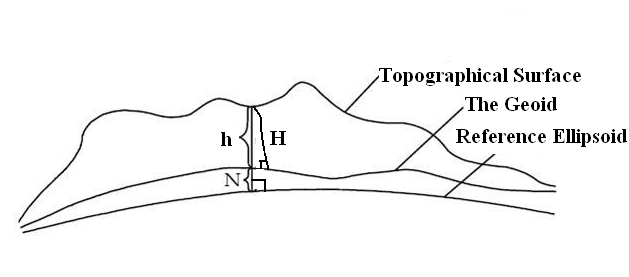 Topographical Surface
The Geoid
Reference Ellipsoid
h
H
N